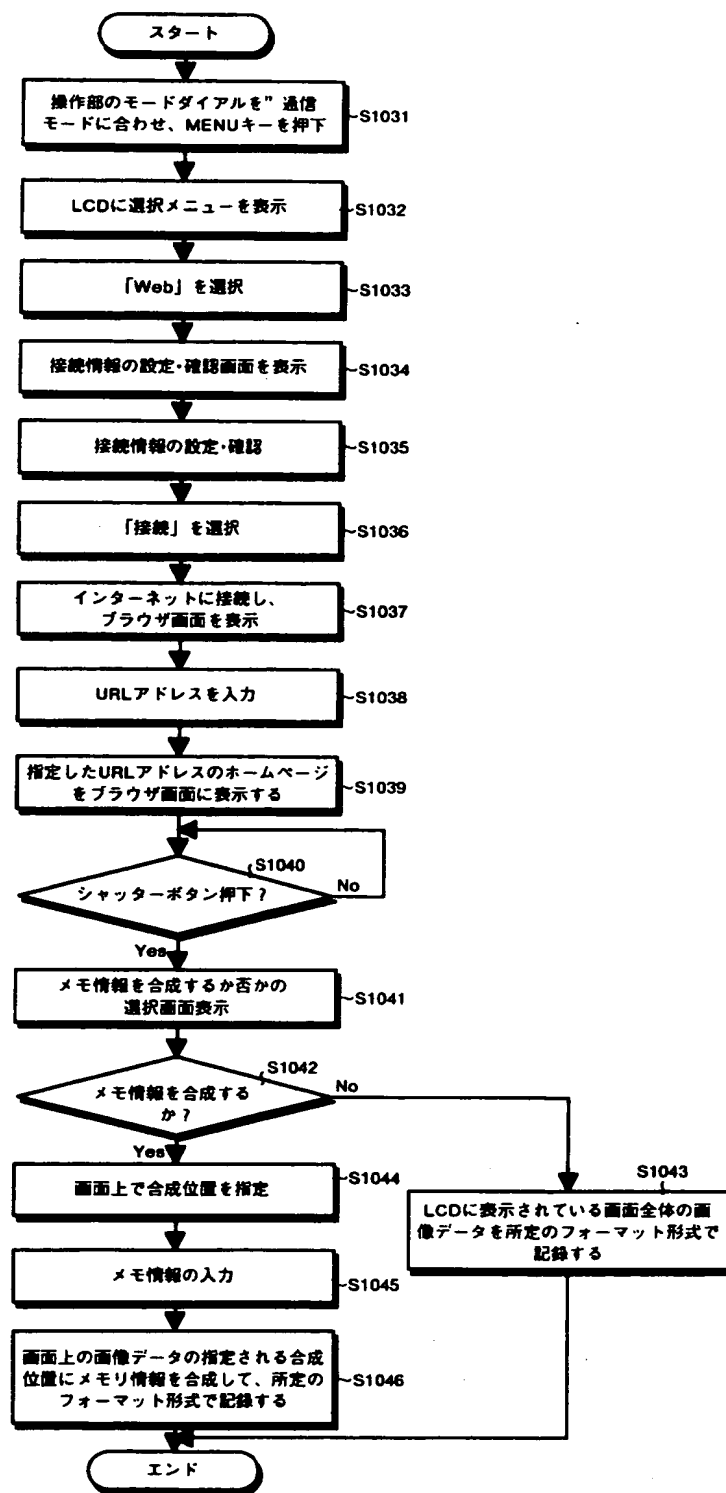 スタート
操作部のモードダイアルを”通信
モードに合わせ、MENUキーを押下
S1031
LCDに選択メニューを表示
S1032
「Web」を選択
S1033
接続情報の設定・確認画面を表示
S1034
接続情報の設定・確認
S1035
「接続」を選択
S1036
インターネットに接続し、
ブラウザ画面を表示
S1037
URLアドレスを入力
S1038
指定したURLアドレスのホームページ
をブラウザ画面に表示する
S1039
S1040
シャッターボタン押下?
No
Yes
メモ情報を合成するか否かの
選択画面表示
S1041
S1042
メモ情報を合成する
か?
No
Yes
画面上で合成位置を指定
S1044
S1043
LCDに表示されている画面全体の画
像データを所定のフォーマット形式で
記録する
メモ情報の入力
S1045
画面上の画像データの指定される合成
位置にメモリ情報を合成して、所定の
フォーマット形式で記録する
S1046
エンド